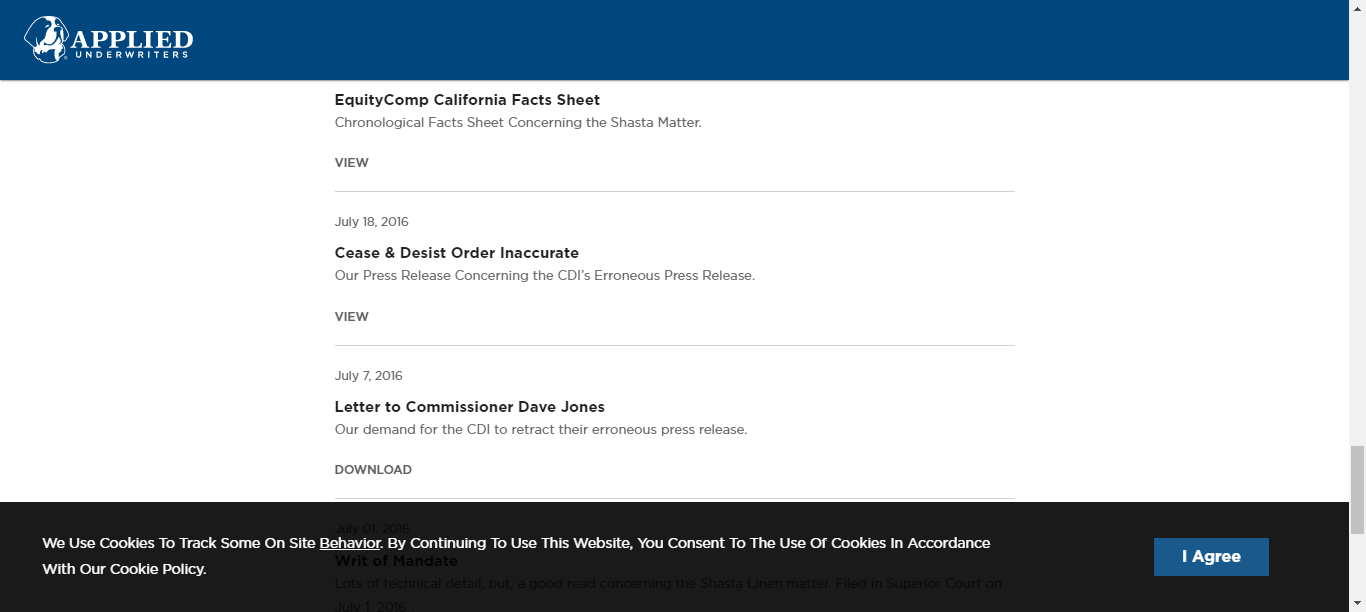 APPLIED
UNDERWRITERS
EquityComp California Facts Sheet
Chronological Facts Sheet Concerning the Shasta Matter.
VIEW
July 18, 2016
Cease & Desist Order Inaccurate
Our Press Release Concerning the CDI's Erroneous Press Release.
VIEW
July 7, 2016
Letter to Commissioner Dave Jones
Our demand for the CDI to retract their erroneous press release.
DOWNLOAD
July 01, 2016
We Use Cookies To Track Some On Site Behavior. By Continuing To Use This Website, You Consent To The Use Of Cookies In Accordance
With Our Cookie Policy.
I Agree
Writ of Mandate
Lots of technical detail, but, a good read concerning the Shasta Linen matter. Filed in Superior Court on
July 1, 2016.